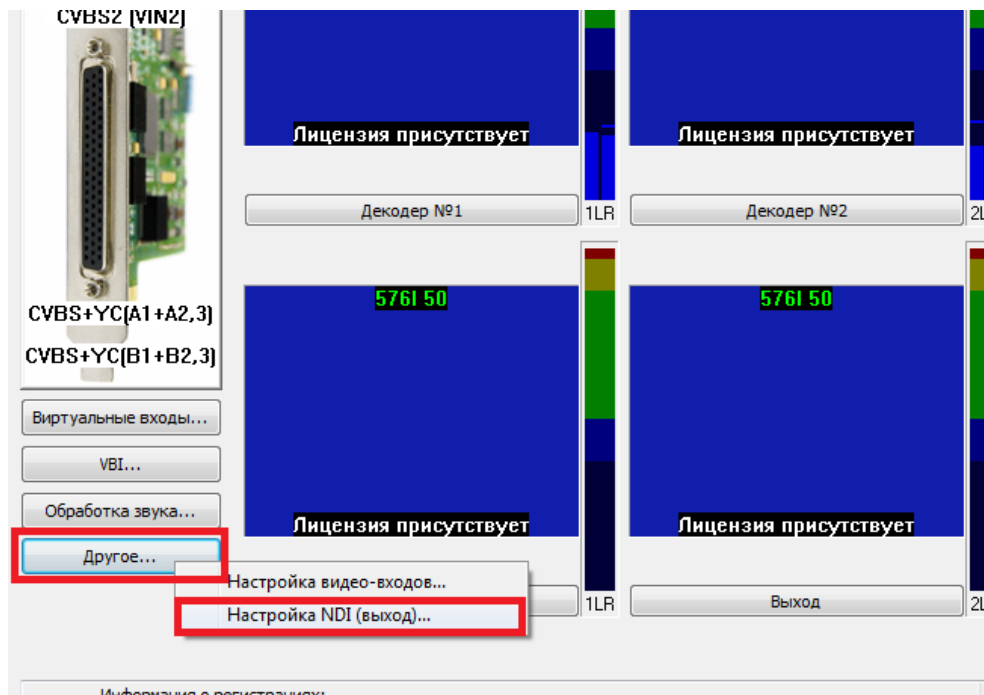 CVBS2 (VIN2)
Лицензия присутствует
Лицензия присутствует
Декодер №1
1LR
Декодер №2
576I 50
576I 50
CVBS+YC(A1+A2,3)
CVBS+YC(B1+B2,3)
Виртуальные входы...
VBI...
Обработка звука...
Лицензия присутствует
Лицензия присутствует
Другое...
Настройка видео-входов...
Настройка NDI (выход)...
1LR
Выход
Информация о регистрациях: